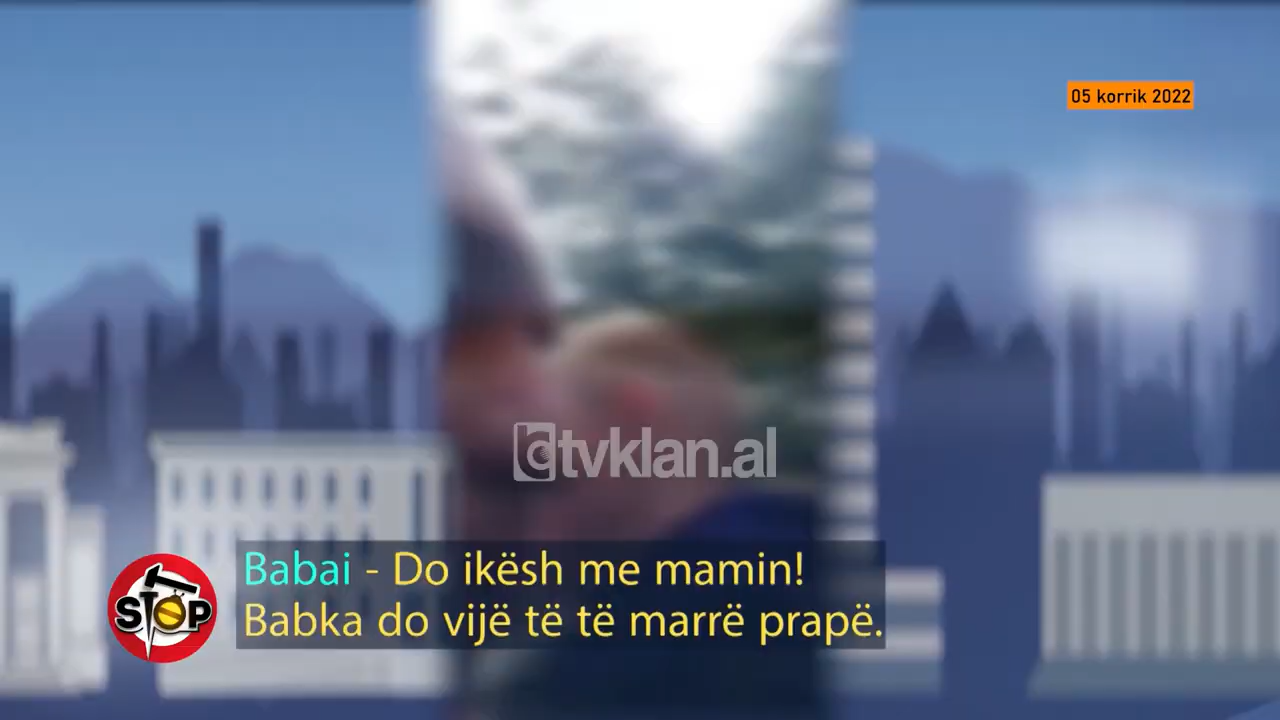 05 korrik 2022
tvklan.al
STOP
Babai - Do ikësh me mamin!
Babka do vijë të të marrë prapë.